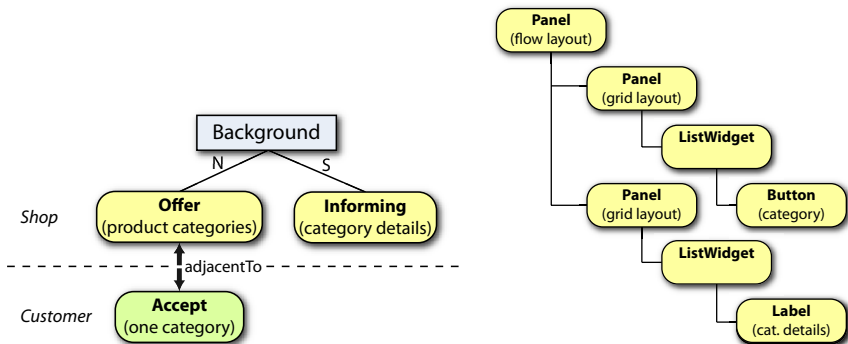 Background
N
S
Shop
Offer
(product categories)
Informing
(category details)
adjacentTo
Customer
Accept
(one category)
Panel
(flow layout)
Panel
(grid layout)
ListWidget
Button
(category)
Panel
(grid layout)
ListWidget
Label
(cat. details)